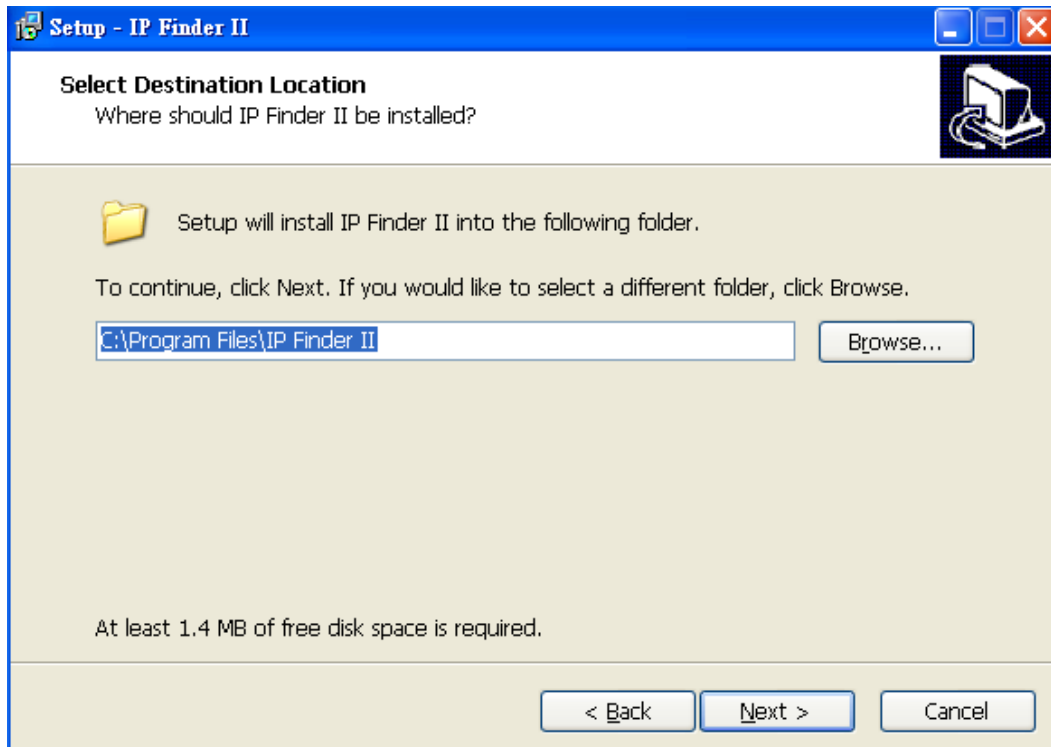 Setup - IP Finder II
Select Destination Location
Where should IP Finder II be installed?
Setup will install IP Finder II into the following folder.
To continue, click Next. If you would like to select a different folder, click Browse.
C:\Program Files\IP Finder II
Browse...
At least 1.4 MB of free disk space is required.
< Back
Next >
Cancel